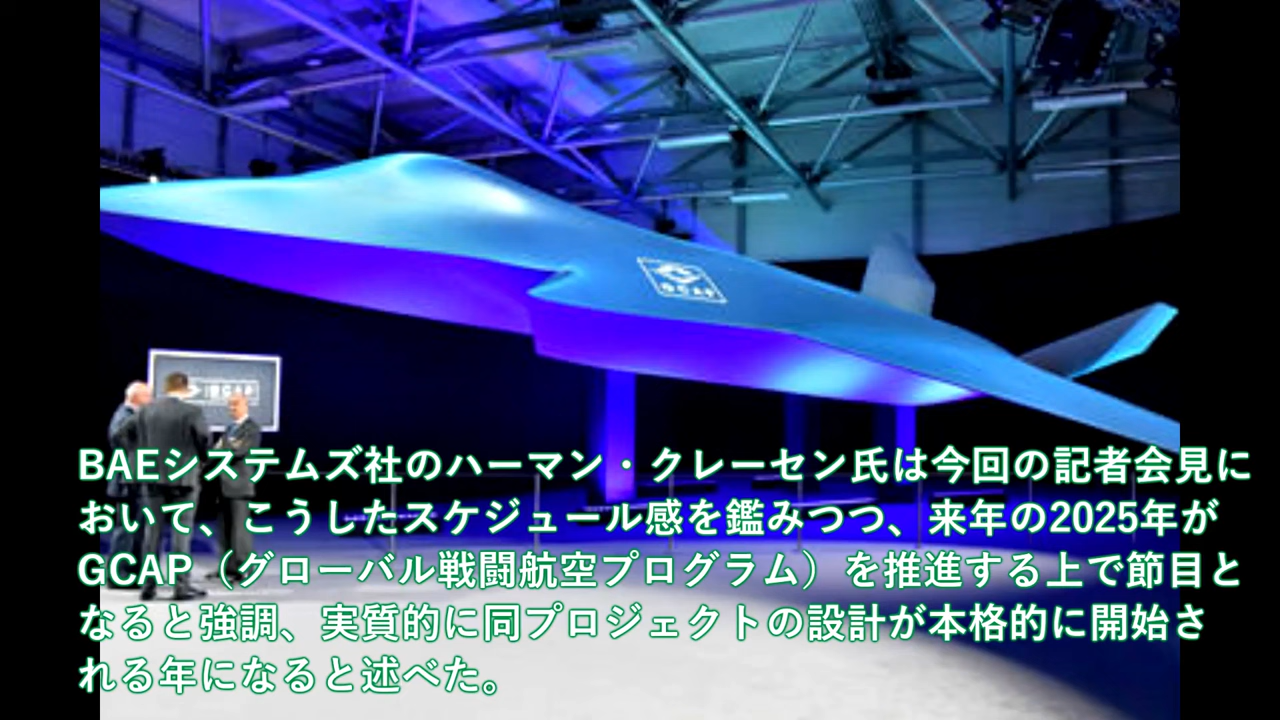 GCAP
GCAP
BAEシステムズ社のハーマン・クレーセン氏は今回の記者会見に
おいて、こうしたスケジュール感を鑑みつつ、来年の2025年が
GCAP（グローバル戦闘航空プログラム）を推進する上で節目と
なると強調、実質的に同プロジェクトの設計が本格的に開始さ
れる年になると述べた。